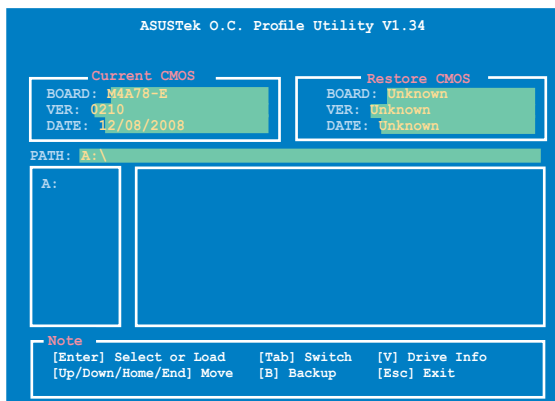 ASUSTek O.C. Profile Utility V1.34
Current CMOS
BOARD: M4A78-E
VER: 0210
DATE: 12/08/2008
Restore CMOS
BOARD: Unknown
VER: Unknown
DATE: Unknown
PATH: A:\
A:
Note
[Enter] Select or Load [Tab] Switch [V] Drive Info
[Up/Down/Home/End] Move [B] Backup [Esc] Exit